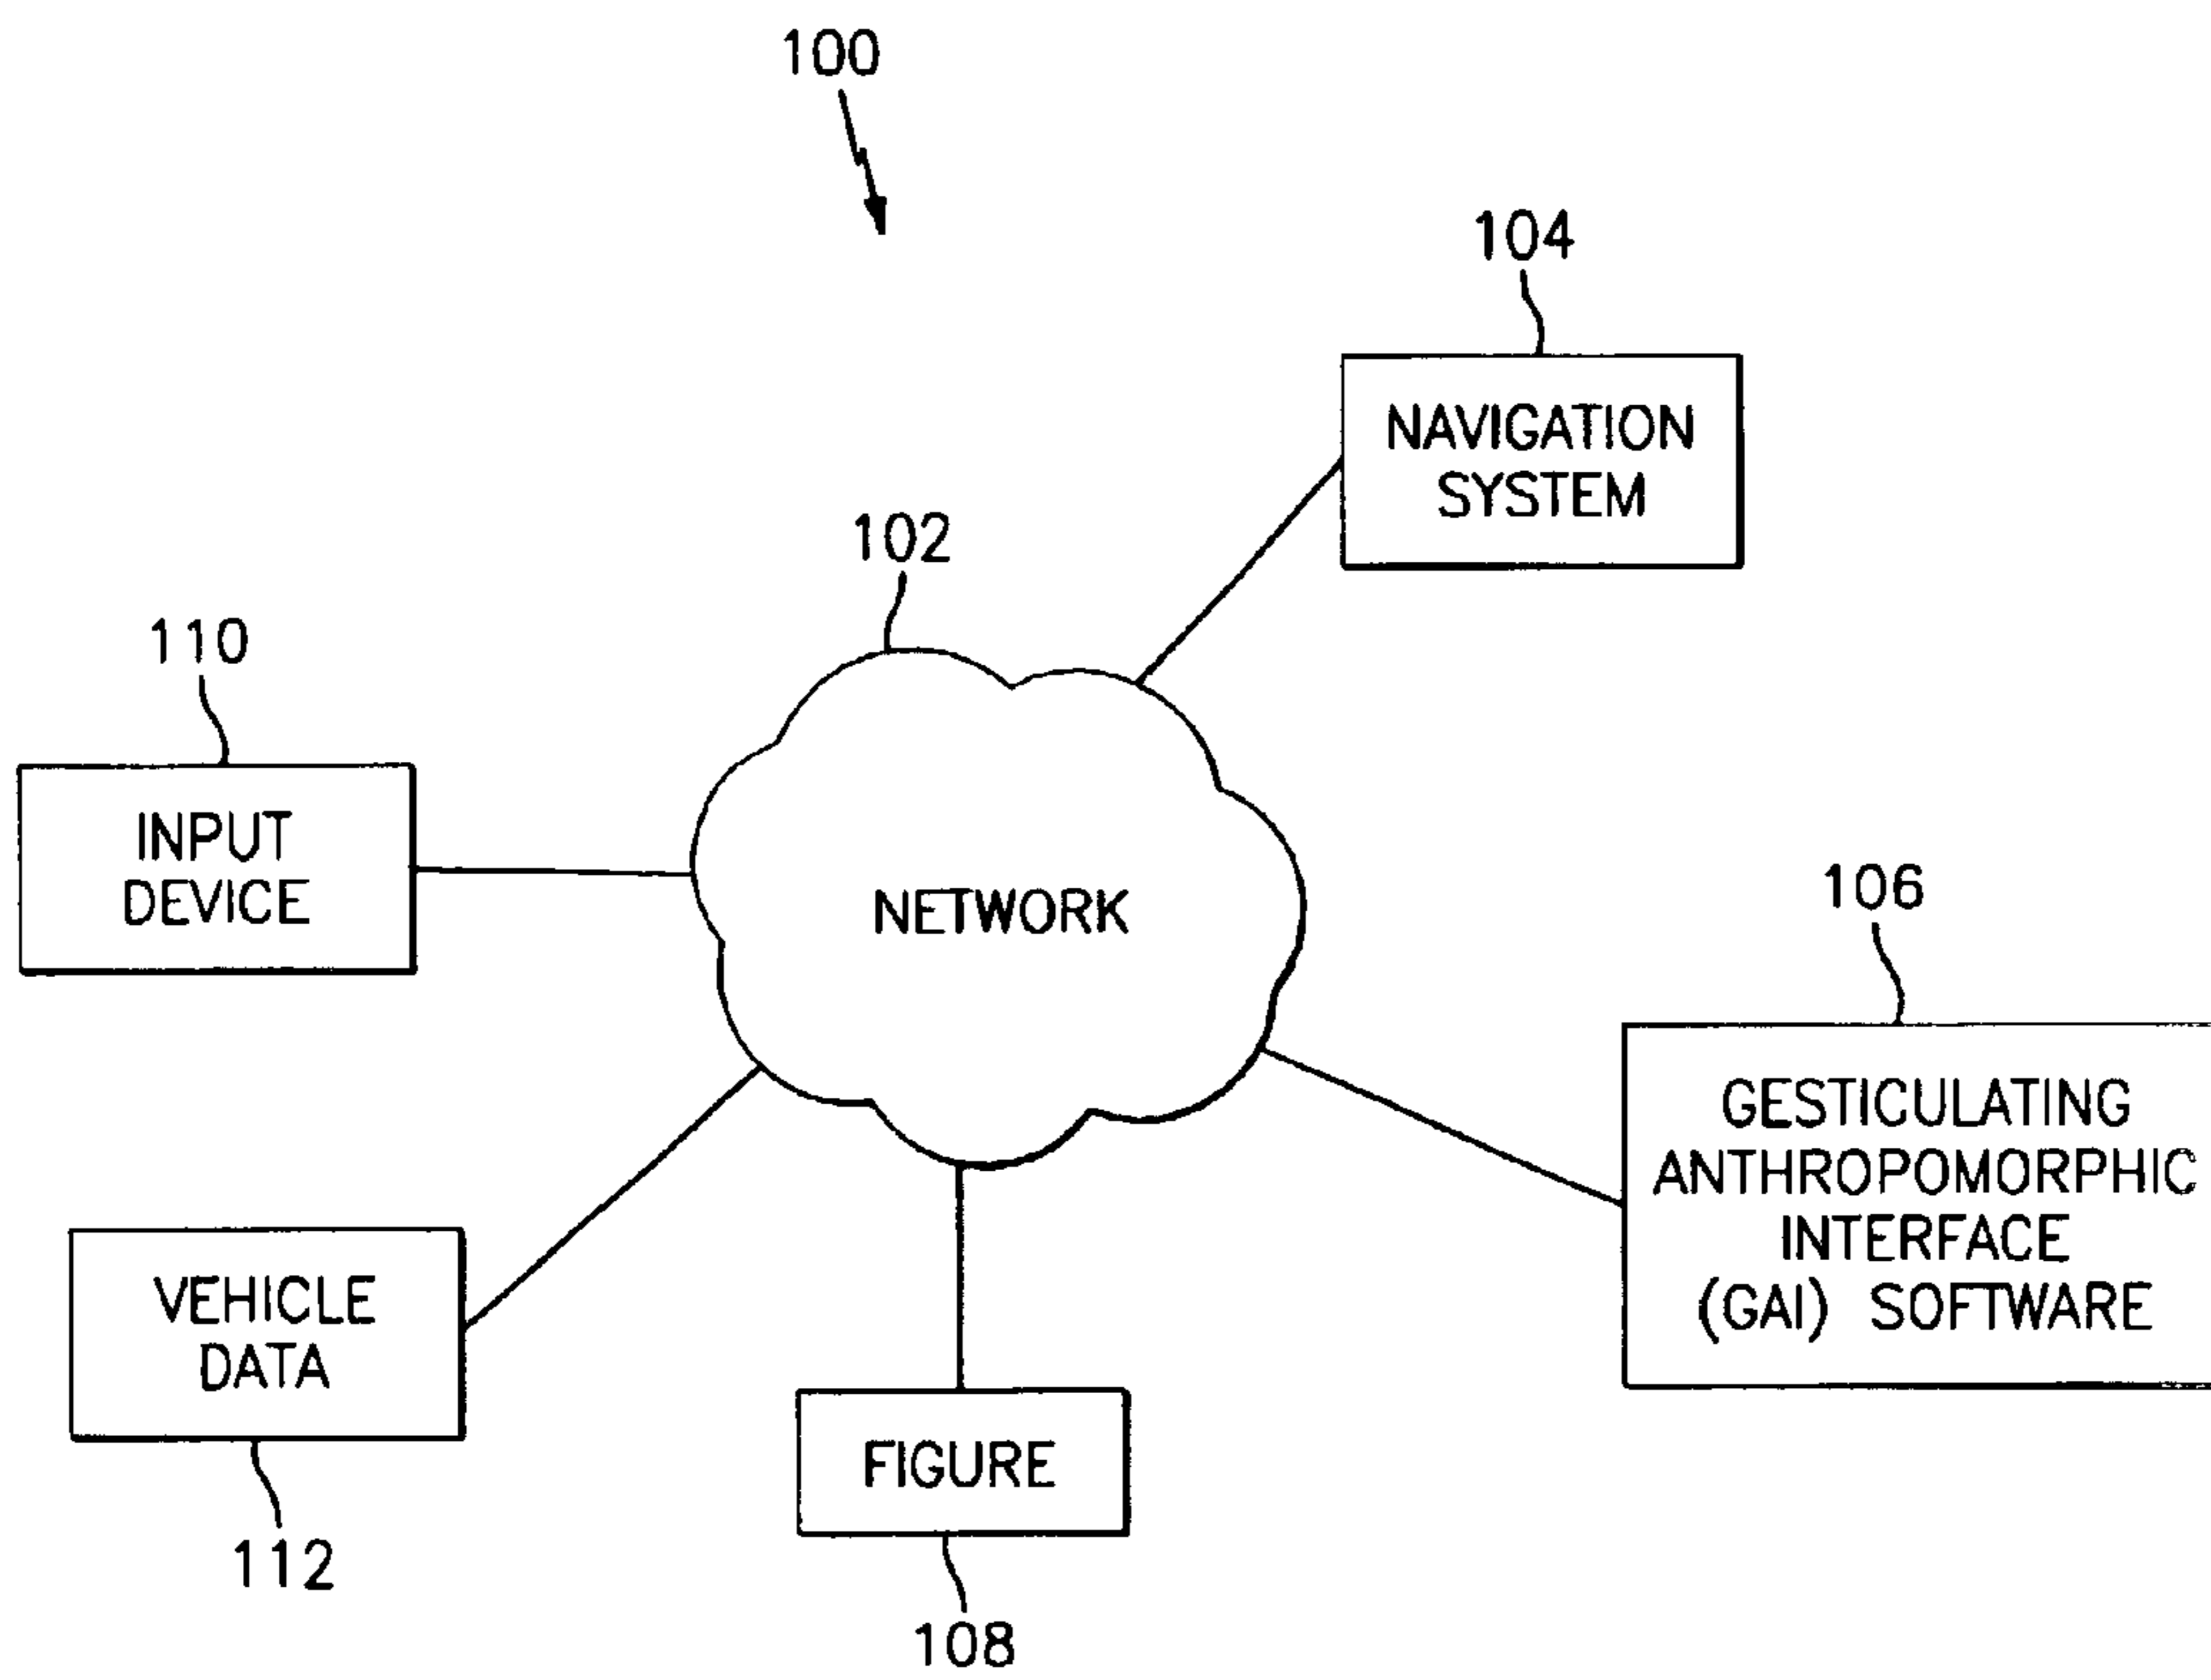 100
104
NAVIGATION
SYSTEM
102
110
INPUT
DEVICE
NETWORK
106
GESTICULATING
ANTHROPOMORPHIC
INTERFACE
(GAI) SOFTWARE
VEHICLE
DATA
112
FIGURE
108